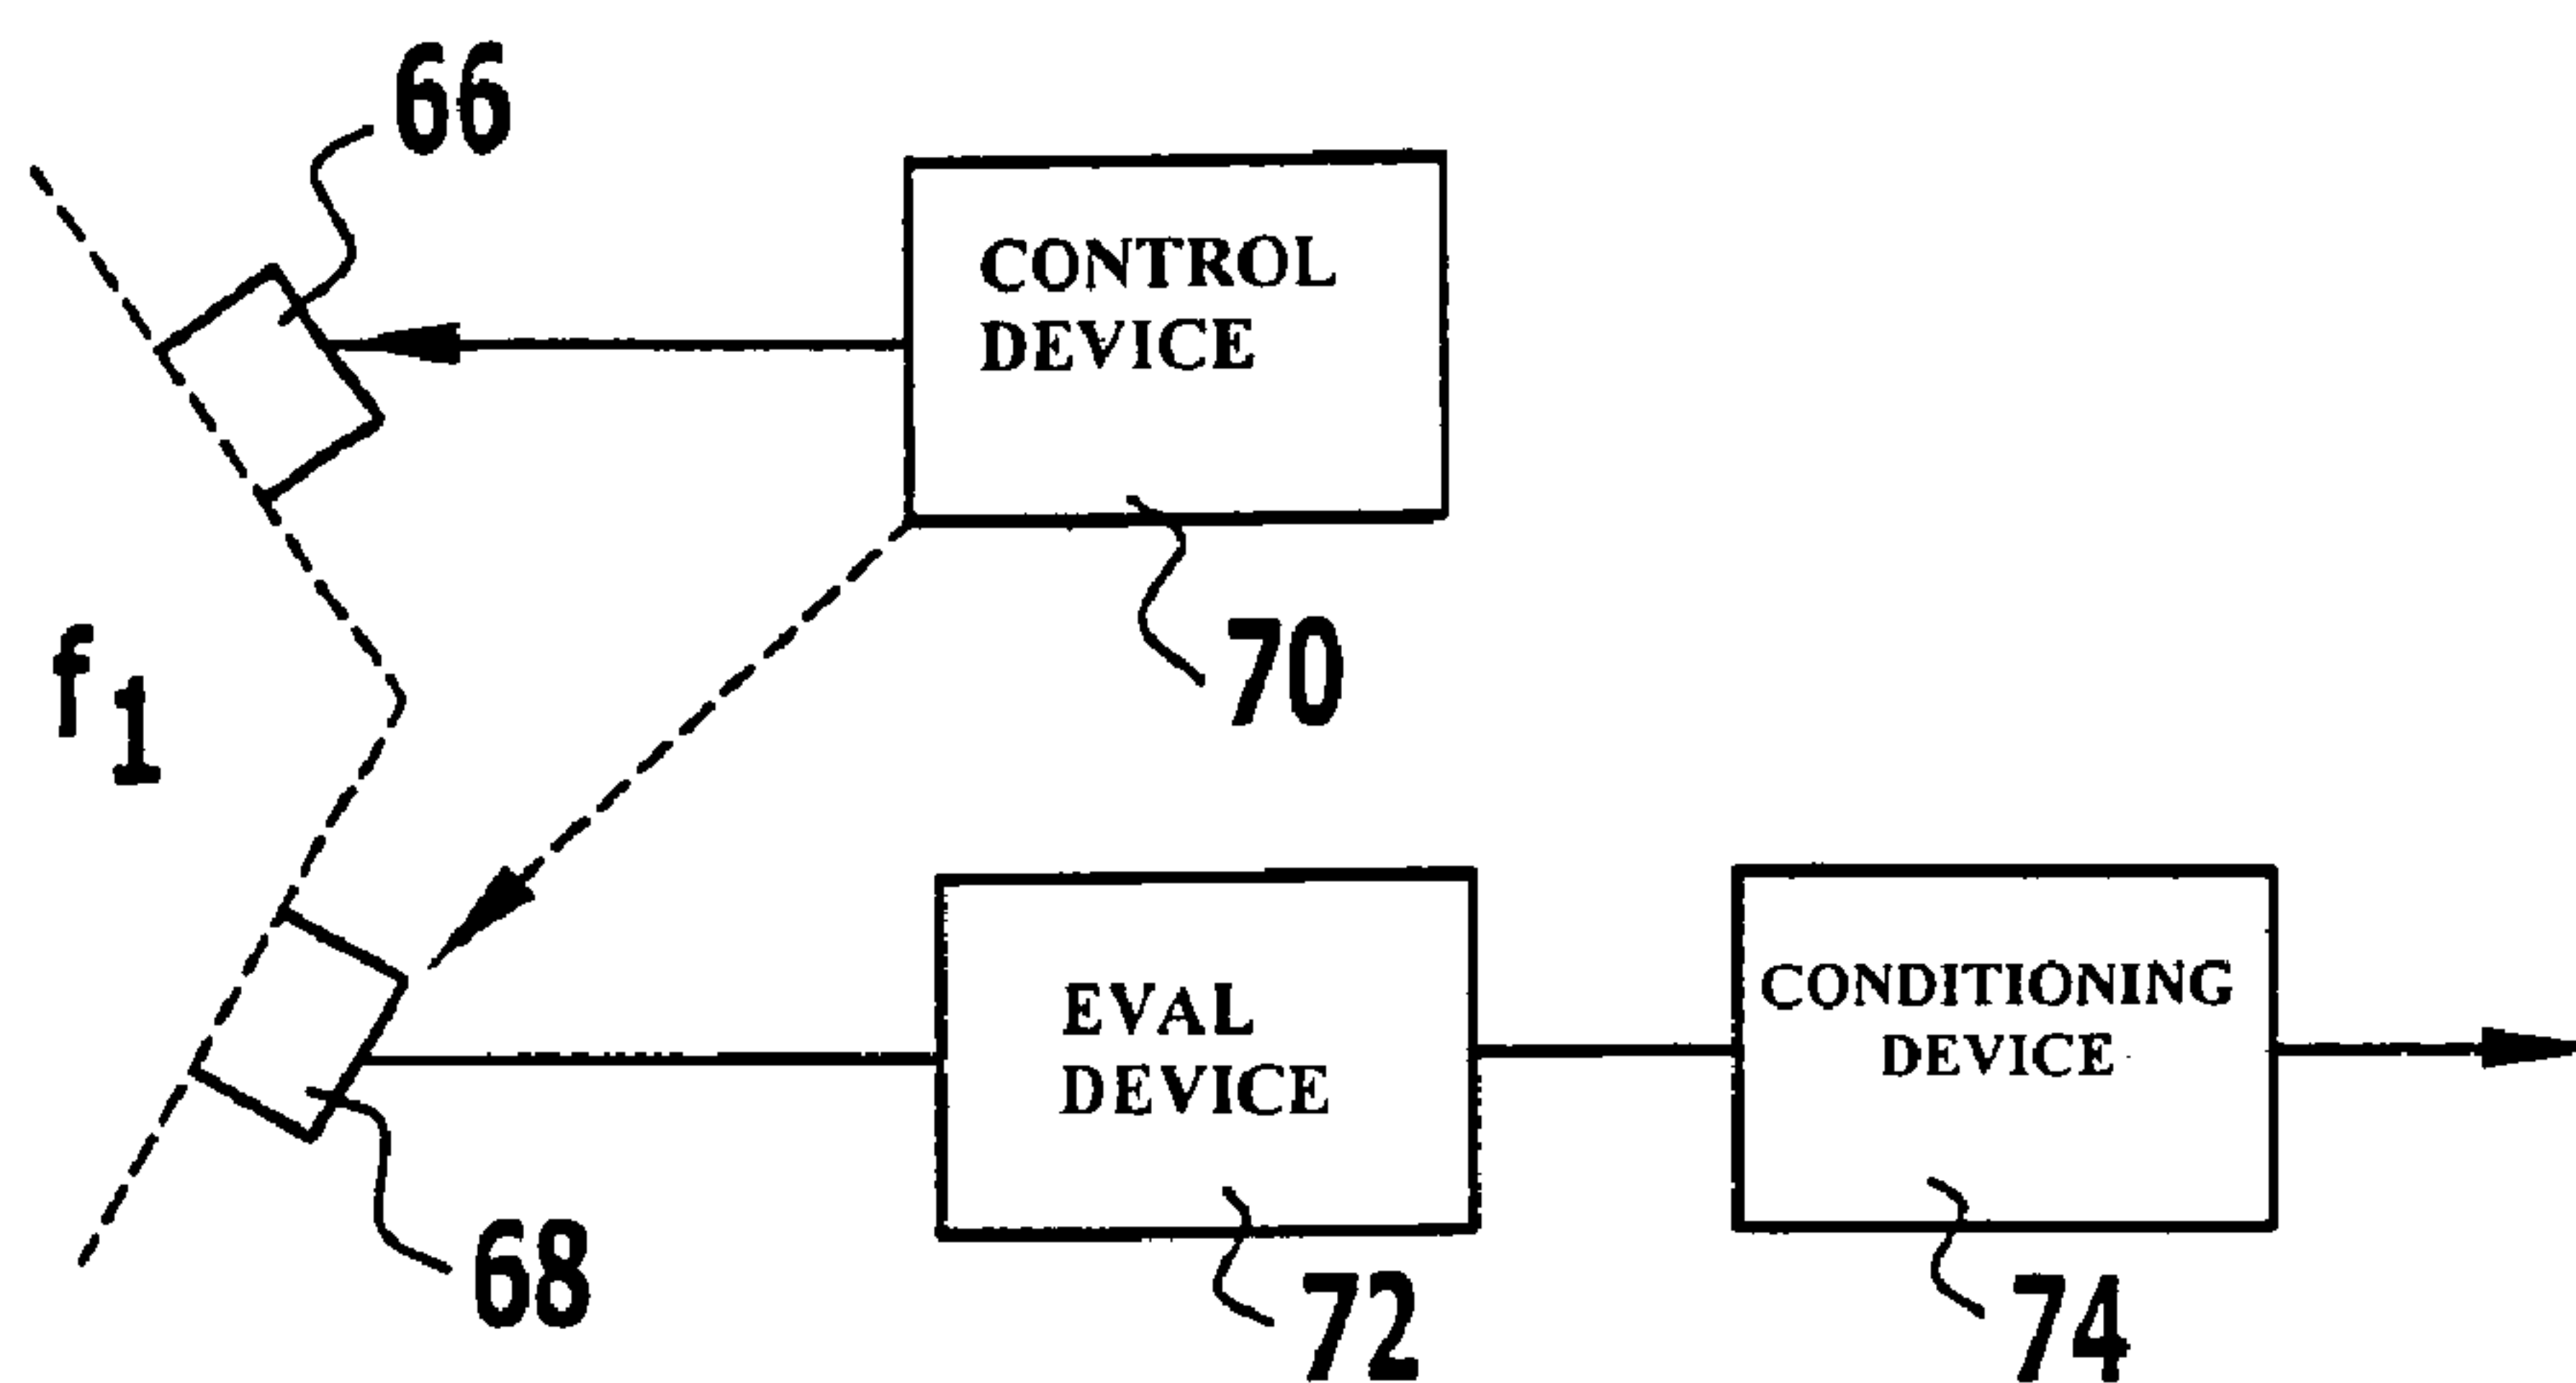 66
CONTROL
DEVICE
70
f1
EVAL
DEVICE
72
CONDITIONING
DEVICE
74
68